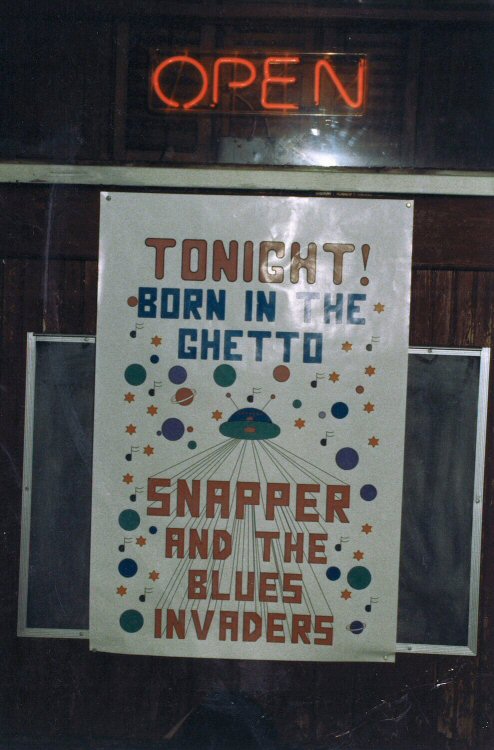 OPEN
TONIGHT!
BORN IN THE
GHETTO
SNAPPER
AND THE
BLUES
INVADERS